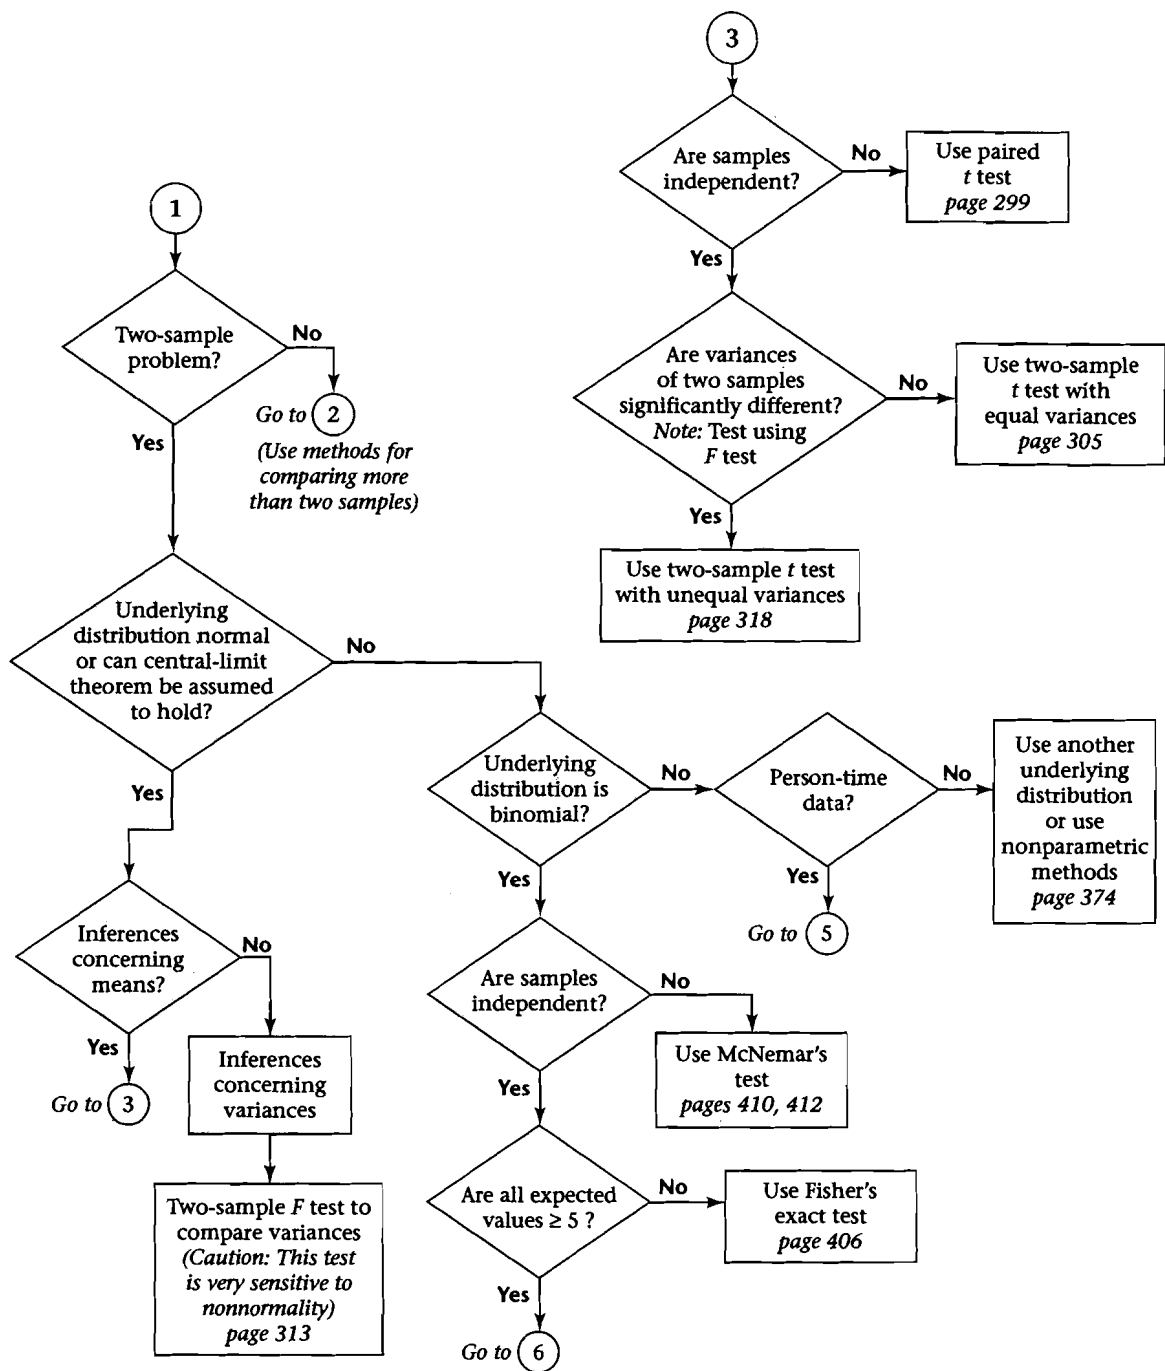 1
Two-sample
problem?
No
Go to 2
(Use methods for
comparing more
than two samples)
Yes
Underlying
distribution normal
or can central-limit
theorem be assumed
to hold?
No
Yes
Inferences
concerning
means?
No
Yes
Go to 3
Inferences
concerning
variances
Two-sample F test to
compare variances
(Caution: This test
is very sensitive to
nonnormality)
page 313
Underlying
distribution is
binomial?
No
Person-time
data?
No
Use another
underlying
distribution
or use
nonparametric
methods
page 374
Yes
Go to 5
Yes
Are samples
independent?
No
Use McNemar's
test
pages 410, 412
Yes
Are all expected
values ≥ 5 ?
No
Use Fisher's
exact test
page 406
Yes
Go to 6
3
Are samples
independent?
No
Use paired
t test
page 299
Yes
Are variances
of two samples
significantly different?
Note: Test using
F test
No
Use two-sample
t test with
equal variances
page 305
Yes
Use two-sample t test
with unequal variances
page 318